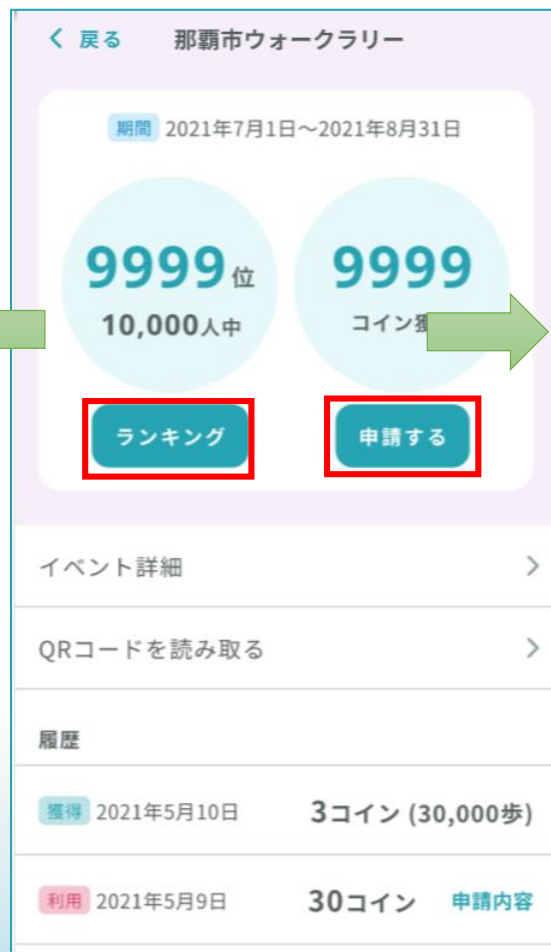 戻る 那覇市ウォークラリー
期間 2021年7月1日～2021年8月31日
9999位 9999
10,000人中 コイン獲
ランキング 申請する
イベント詳細
QRコードを読み取る
履歴
獲得 2021年5月10日 3コイン (30,000歩)
利用 2021年5月9日 30コイン 申請内容